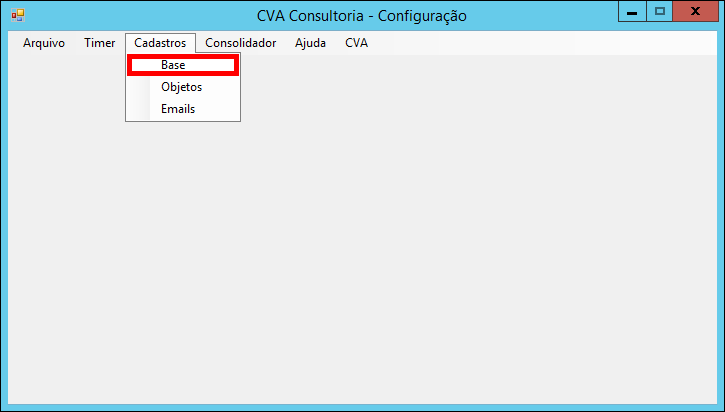 CVA Consultoria - Configuração
Arquivo Timer Cadastros Consolidador Ajuda CVA
Base
Objetos
Emails